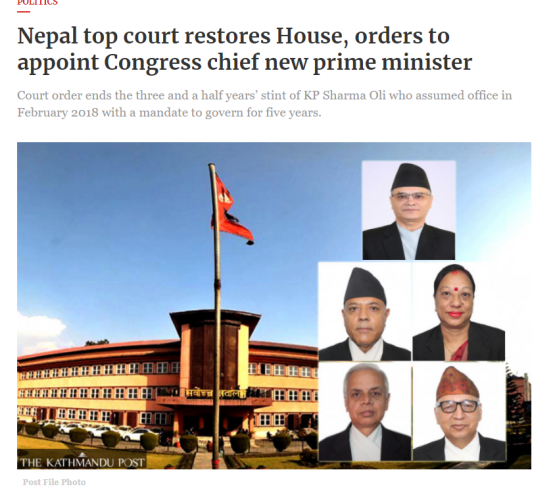 POLITICS
Nepal top court restores House, orders to
appoint Congress chief new prime minister
Court order ends the three and a half years' stint of KP Sharma Oli who assumed office in
February 2018 with a mandate to govern for five years.
सर्वोच्च अदालत
THE KATHMANDU POST
Post File Photo